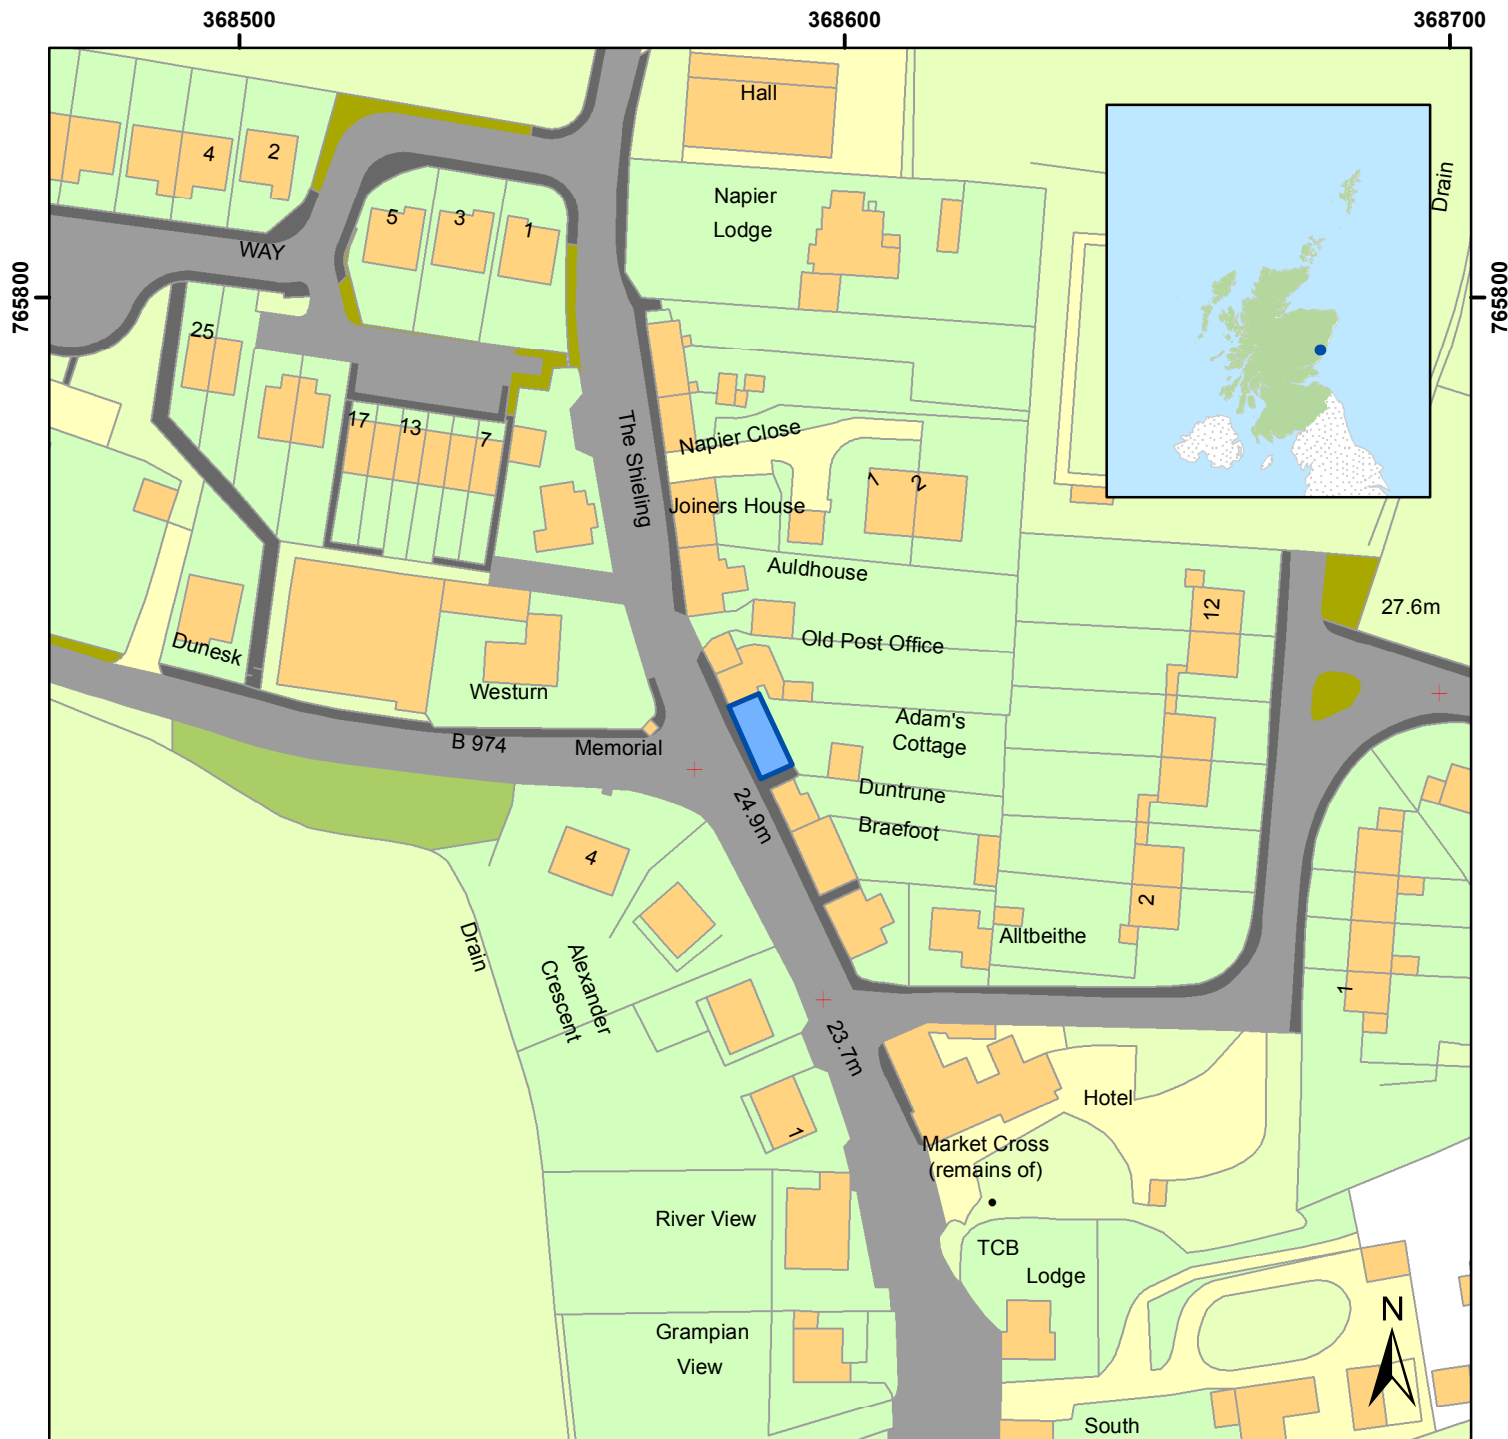 368500
368600
368700
765800
765800
Hall
Drain
4
2
Napier
Lodge
5
3
1
WAY
25
17
13
7
The Shieling
Napier Close
1
2
Joiners House
Auldhouse
12
27.6m
Old Post Office
Dunesk
Westurn
Adam's
Cottage
B 974
Memorial
24.9m
Duntrune
Braefoot
4
2
Drain
Alexander
Crescent
Alltbeithe
1
23.7m
Hotel
1
Market Cross
(remains of)
River View
TCB
Lodge
N
Grampian
View
South